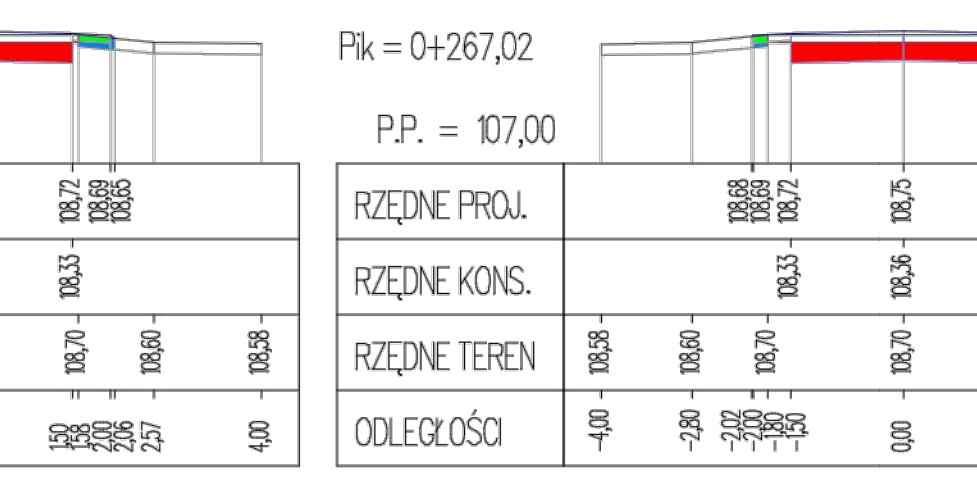 Pik = 0+267,02
P.P. = 107,00
108,72 108,69 108,65
108,33
108,70 108,60 108,58
1,50 1,58 2,00 2,06 2,57 4,00
RZĘDNE PROJ. 108,68 108,69 108,72 108,75
RZĘDNE KONS. 108,33 108,36
RZĘDNE TEREN 108,58 108,60 108,70 108,70
ODLEGŁOŚCI -4,00 -2,80 -2,02 -2,00 -1,80 -1,50 0,00